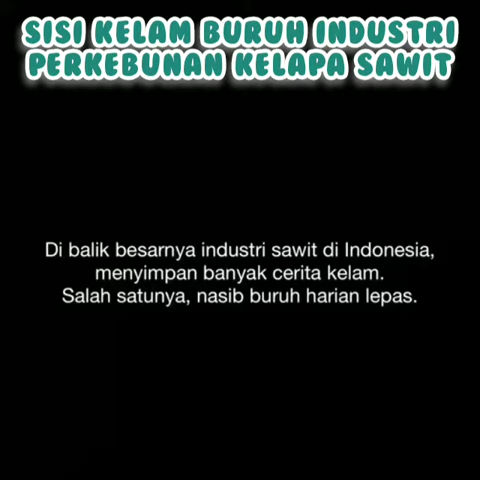 SISI KELAM BURUH INDUSTRI
PERKEBUNAN KELAPA SAWIT
Di balik besarnya industri sawit di Indonesia,
menyimpan banyak cerita kelam.
Salah satunya, nasib buruh harian lepas.